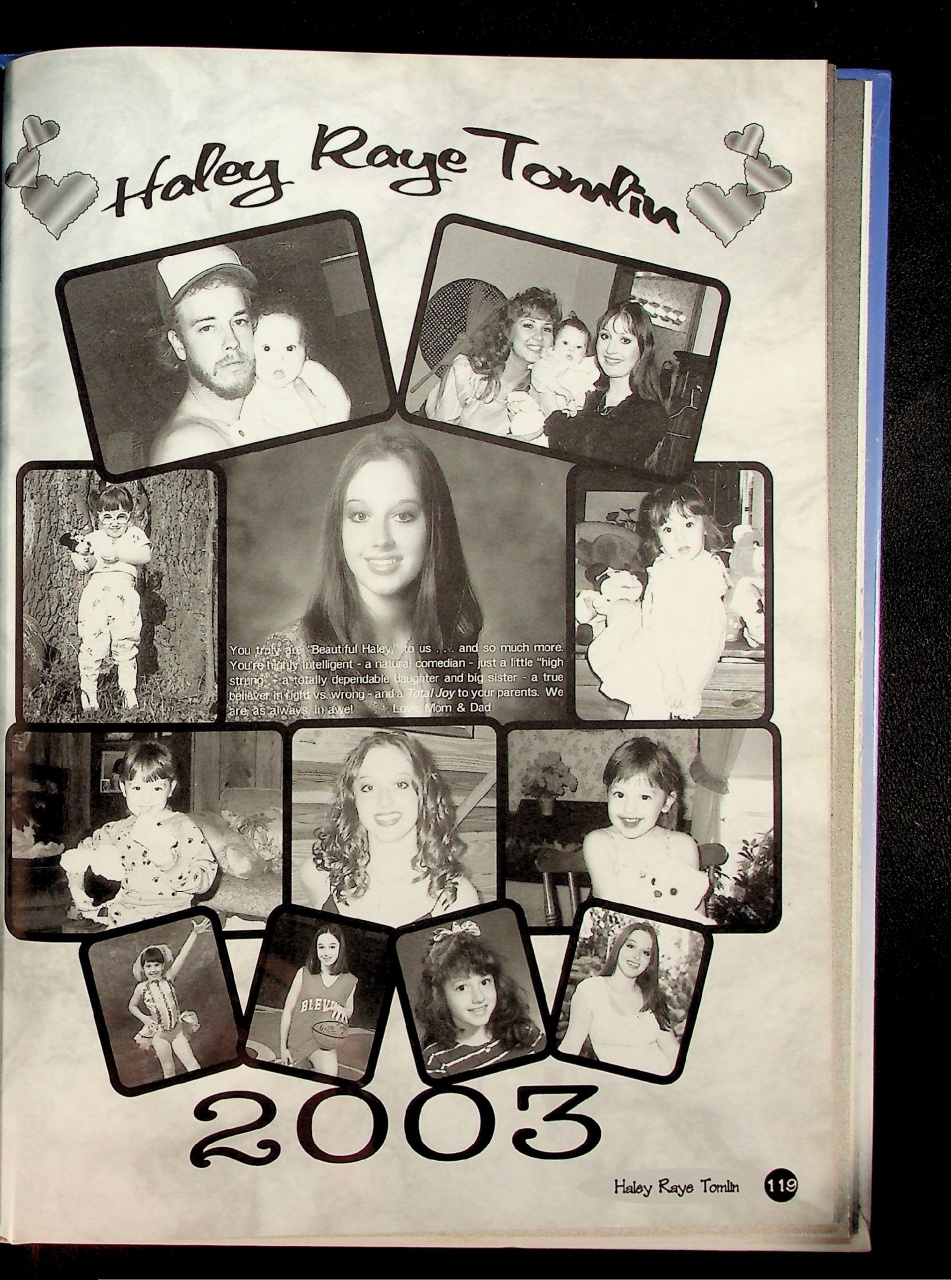 Haley Raye Tomlin
You truly are "Beautiful Haley," to us . . . and so much more.
You're highly intelligent - a natural comedian - just a little "high
strung," - a totally dependable daughter and big sister - a true
believer in right vs. wrong - and a Total Joy to your parents. We
are, as always, in awe! Love, Mom & Dad
2003
Haley Raye Tomlin 119